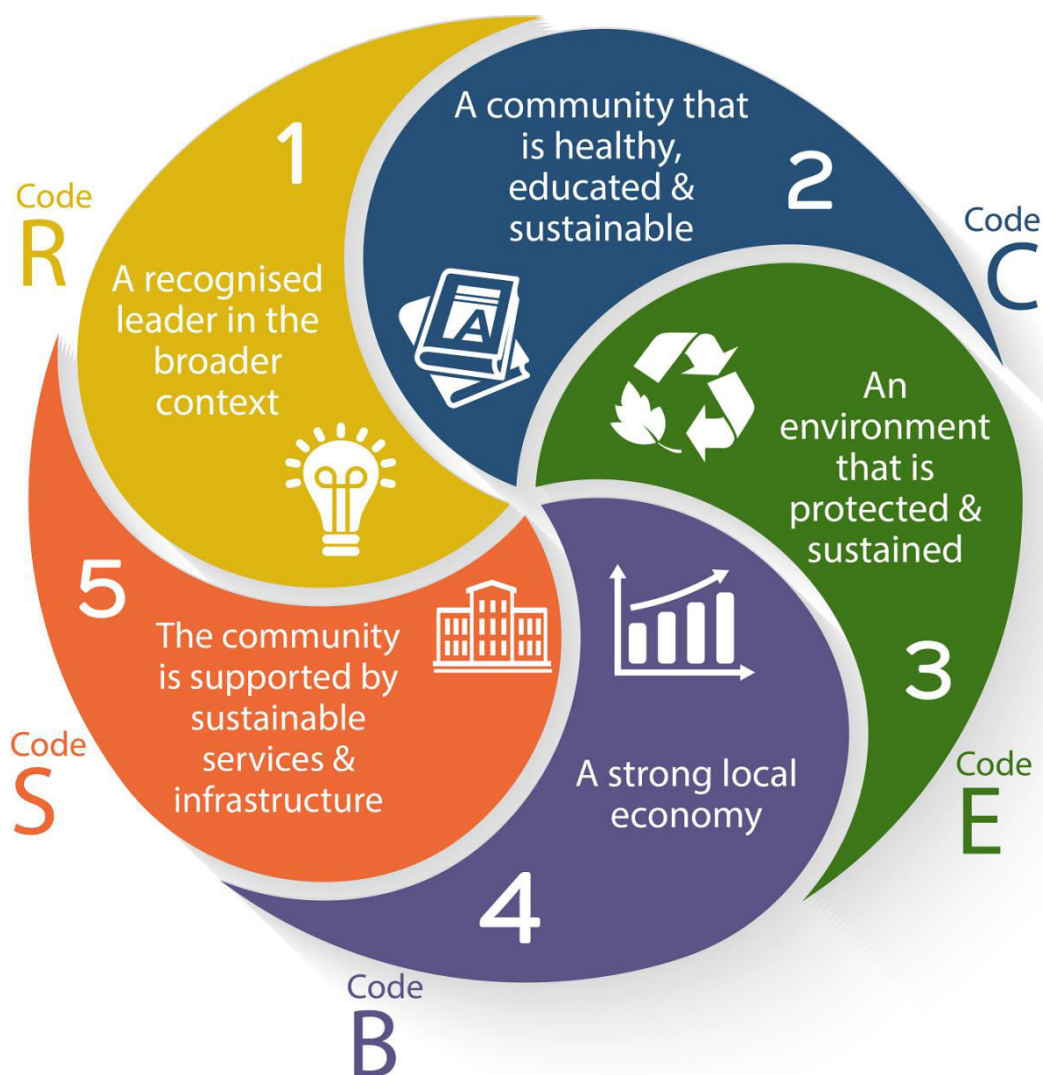 1
Code
R
A recognised
leader in the
broader
context
A community that
is healthy,
educated &
sustainable
2
Code
C
An
environment
that is
protected &
sustained
3
Code
E
A strong local
economy
4
Code
B
5
The community
is supported by
sustainable
services &
infrastructure
Code
S
A